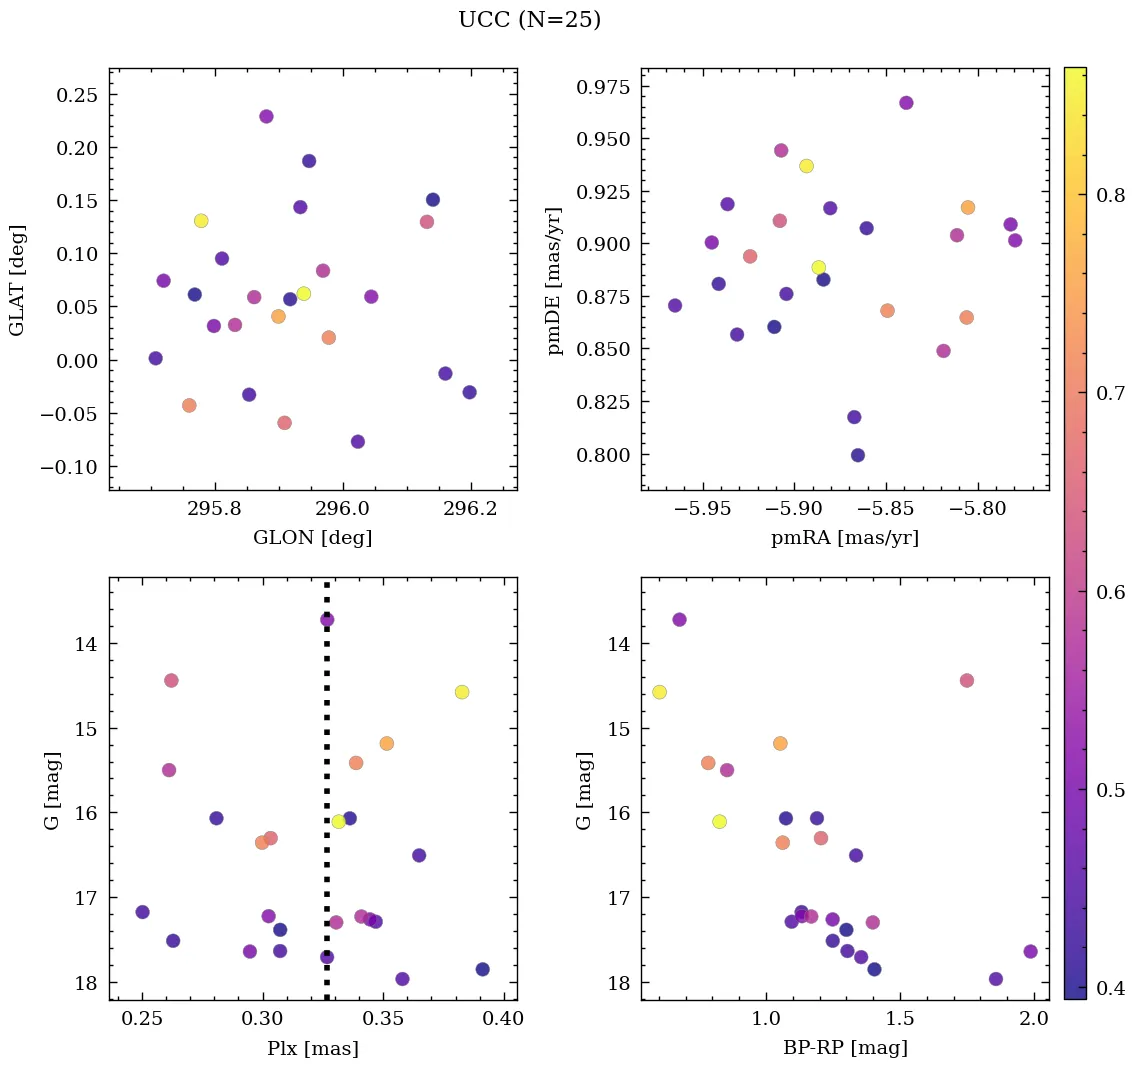 UCC (N=25)
0.25
0.20
0.15
0.10
0.05
0.00
−0.05
−0.10
GLAT [deg]
295.8 296.0 296.2
GLON [deg]
0.975
0.950
0.925
0.900
0.875
0.850
0.825
0.800
pmDE [mas/yr]
−5.95 −5.90 −5.85 −5.80
pmRA [mas/yr]
14
15
16
17
18
G [mag]
0.25 0.30 0.35 0.40
Plx [mas]
14
15
16
17
18
G [mag]
1.0 1.5 2.0
BP-RP [mag]
0.8
0.7
0.6
0.5
0.4